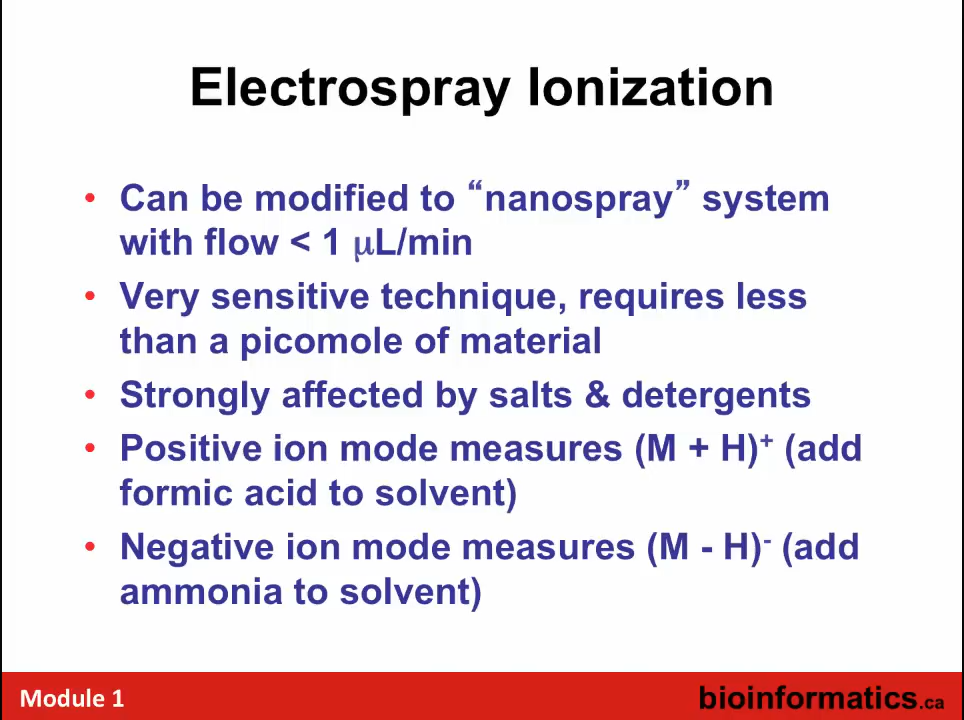 Electrospray Ionization
• Can be modified to “nanospray” system
with flow < 1 μL/min
• Very sensitive technique, requires less
than a picomole of material
• Strongly affected by salts & detergents
• Positive ion mode measures (M + H)⁺ (add
formic acid to solvent)
• Negative ion mode measures (M - H)⁻ (add
ammonia to solvent)
Module 1
bioinformatics.ca